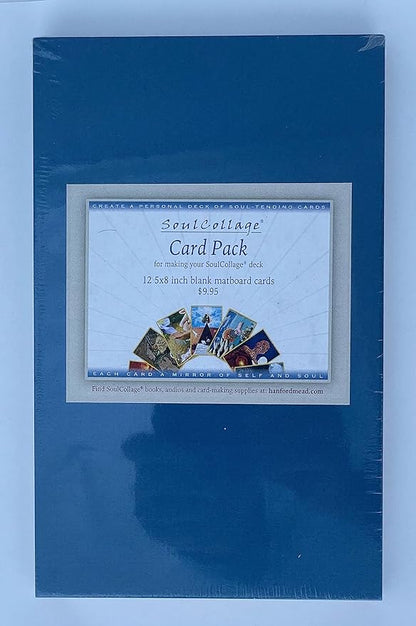 CREATE A PERSONAL DECK OF SOUL-TENDING CARDS
SoulCollage®
Card Pack
for making your SoulCollage® deck
12 5x8 inch blank matboard cards
$9.95
EACH CARD A MIRROR OF SELF AND SOUL
Find SoulCollage® books, audios and card-making supplies at: hanfordmead.com